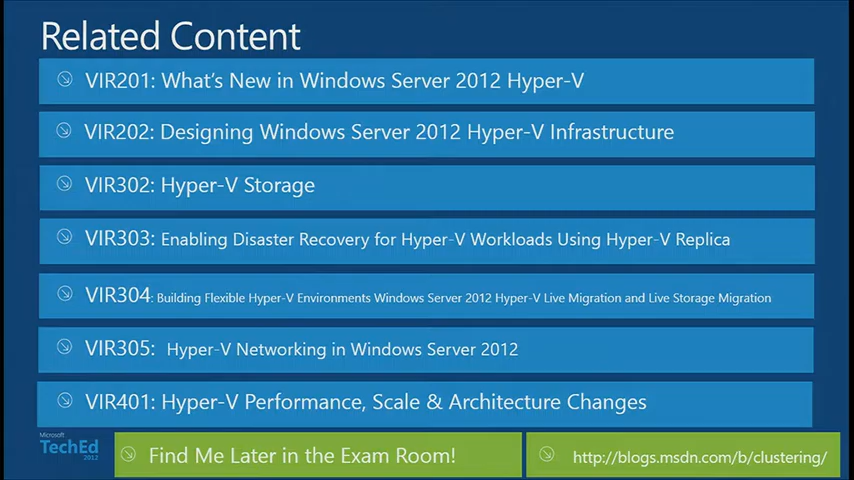 Related Content
VIR201: What's New in Windows Server 2012 Hyper-V
VIR202: Designing Windows Server 2012 Hyper-V Infrastructure
VIR302: Hyper-V Storage
VIR303: Enabling Disaster Recovery for Hyper-V Workloads Using Hyper-V Replica
VIR304: Building Flexible Hyper-V Environments Windows Server 2012 Hyper-V Live Migration and Live Storage Migration
VIR305: Hyper-V Networking in Windows Server 2012
VIR401: Hyper-V Performance, Scale & Architecture Changes
Microsoft
TechEd
2012
Find Me Later in the Exam Room!
http://blogs.msdn.com/b/clustering/